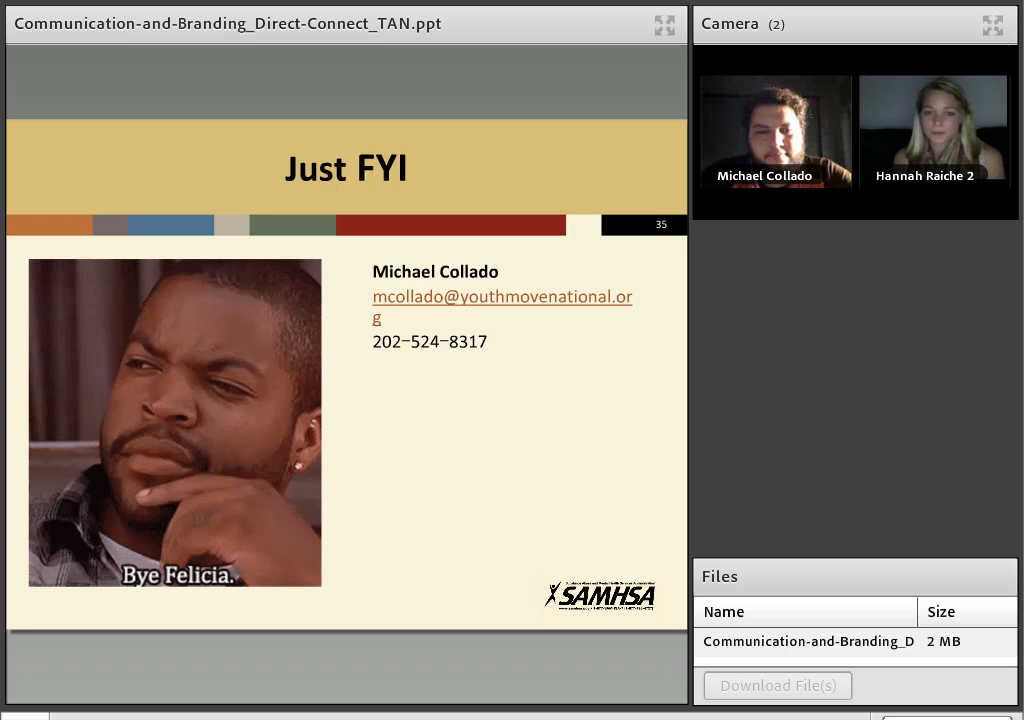 Communication-and-Branding_Direct-Connect_TAN.ppt
Camera (2)
Michael Collado
Hannah Raiche 2
Just FYI
35
Michael Collado
mcollado@youthmovenational.or
g
202-524-8317
Bye Felicia.
SAMHSA
Files
Name
Size
Communication-and-Branding_D
2 MB
Download File(s)